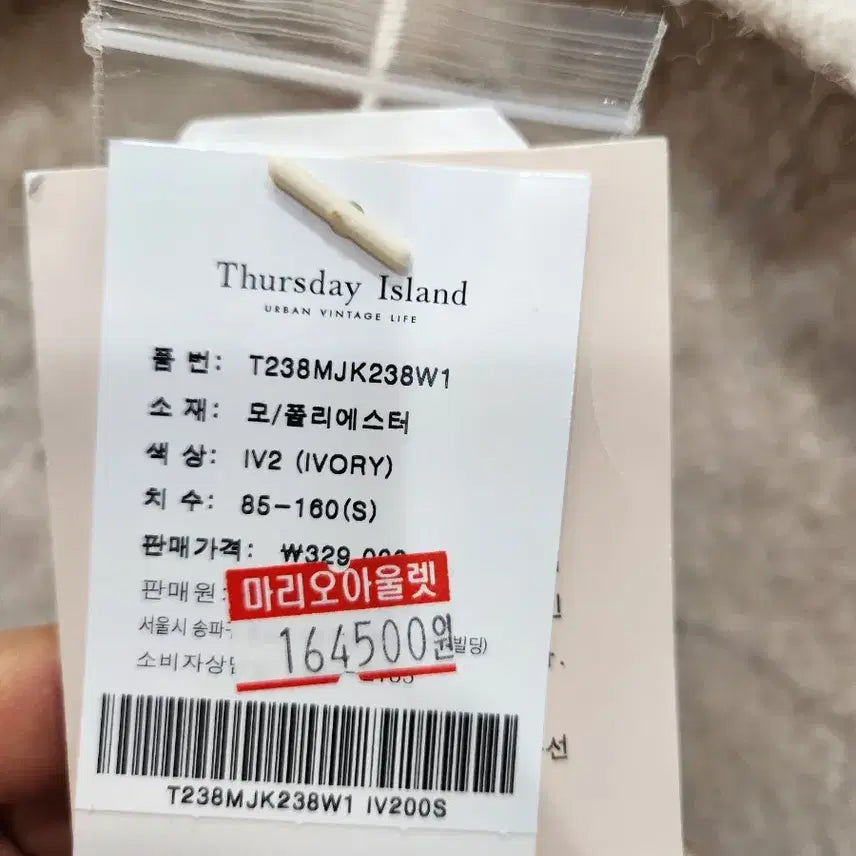 Thursday Island
URBAN VINTAGE LIFE
품 번: T238MJK238W1
소 재: 모/폴리에스터
색 상: IV2 (IVORY)
치 수: 85-160(S)
판매가격: ₩329,000
판매원:
마리오아울렛
서울시 송파구
164500원
빌딩)
소비자상담
T238MJK238W1 IV200S
선